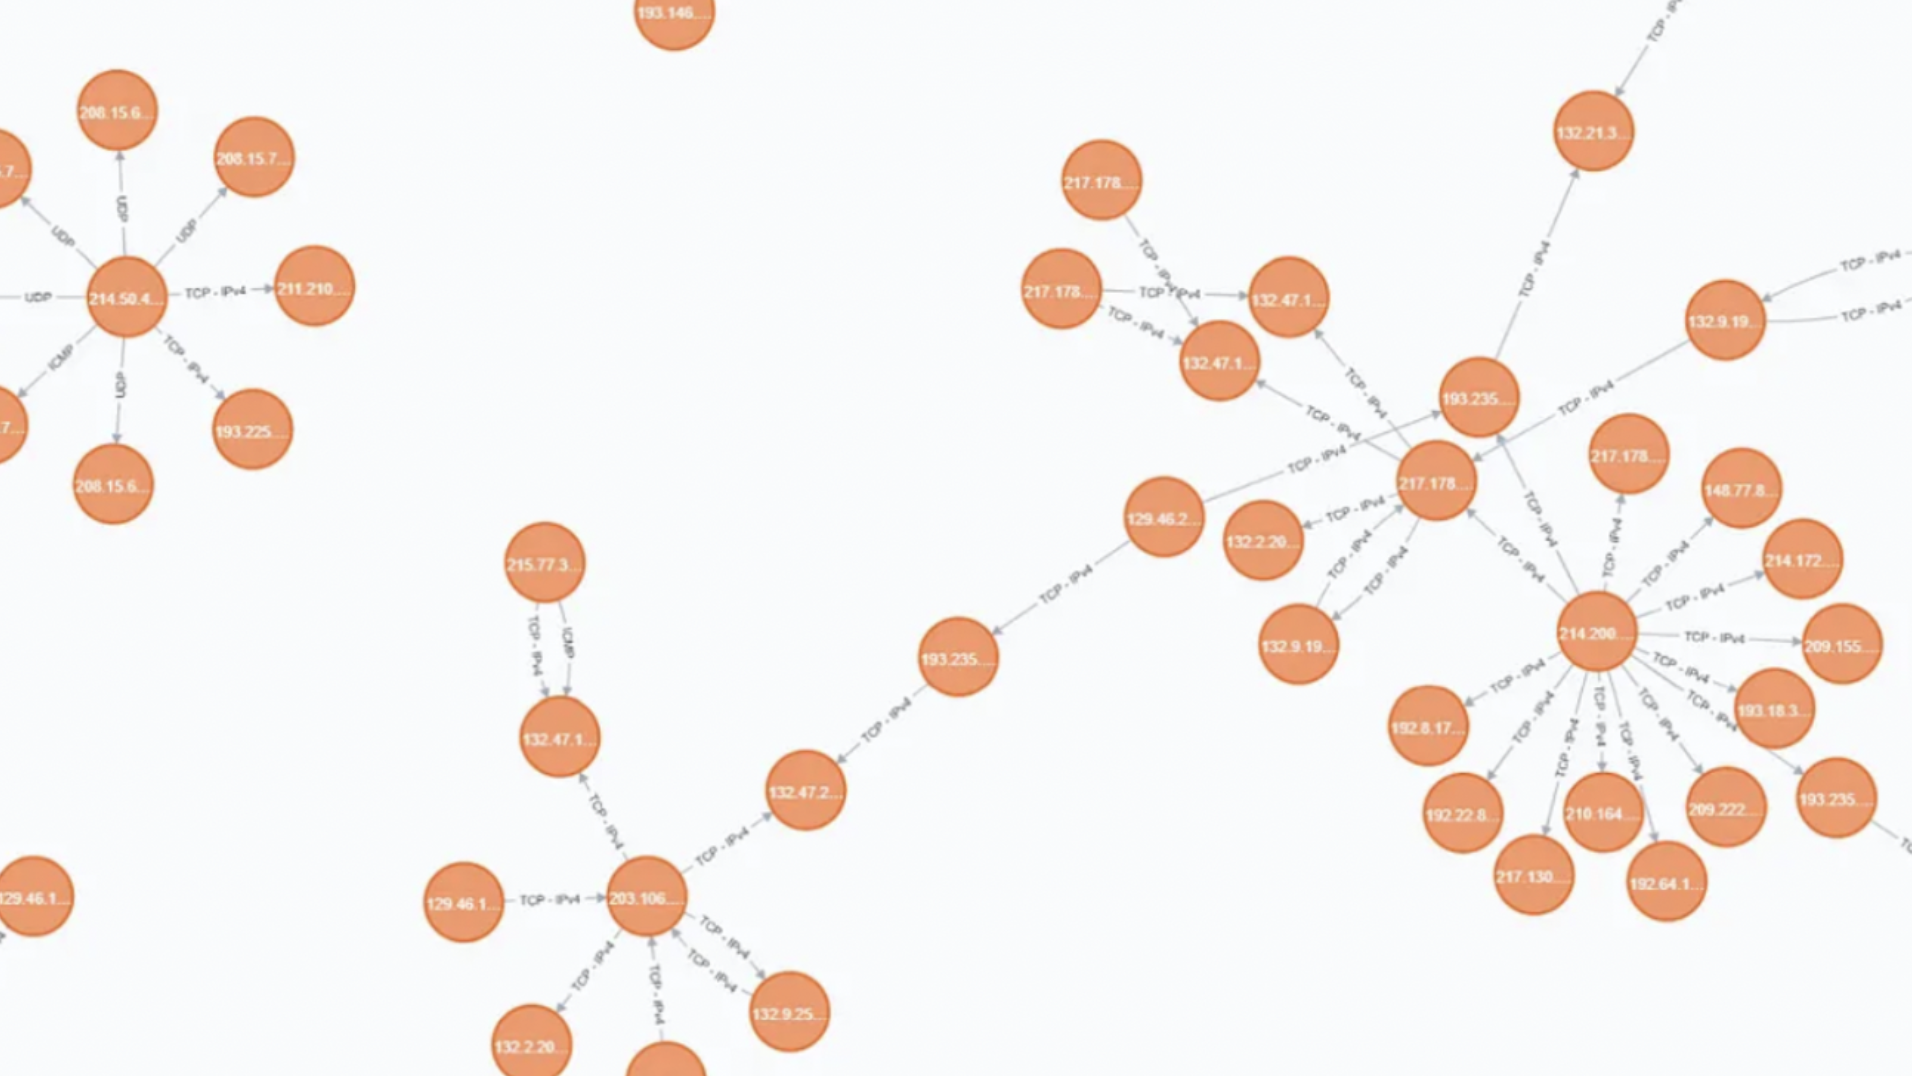 193.146....
TCP - IP
208.15.6...
132.21.3...
208.15.7...
.7...
217.178....
UDP
UDP
UDP
TCP - IPv4
TCP - IPv4
TCP - IPv4
211.210....
217.178....
TCP - IPv4
132.47.1...
TCP - IPv4
UDP
214.50.4...
TCP - IPv4
TCP - IPv4
132.9.19...
TCP - IPv4
ICMP
TCP - IPv4
132.47.1...
UDP
TCP - IPv4
193.235....
TCP - IPv4
7...
193.225....
TCP - IPv4
TCP - IPv4
217.178....
208.15.6...
217.178....
148.77.8...
129.46.2...
TCP - IPv4
TCP - IPv4
132.2.20...
TCP - IPv4
TCP - IPv4
TCP - IPv4
TCP - IPv4
214.172....
215.77.3...
TCP - IPv4
TCP - IPv4
TCP - IPv4
TCP - IPv4
TCP - IPv4
ICMP
214.200....
TCP - IPv4
209.155....
193.235....
132.9.19...
TCP - IPv4
TCP - IPv4
TCP - IPv4
193.18.3...
TCP - IPv4
192.8.17...
TCP - IPv4
TCP - IPv4
TCP - IPv4
TCP - IPv4
TCP - IPv4
132.47.1...
TCP - IPv4
132.47.2...
193.235....
192.22.8...
210.164....
209.222....
TCP - IPv4
TCP - IPv4
217.130....
192.64.1...
129.46.1...
129.46.1...
TCP - IPv4
203.106....
TCP - IPv4
TCP - IPv4
TCP - IPv4
TCP - IPv4
132.9.25...
132.2.20...